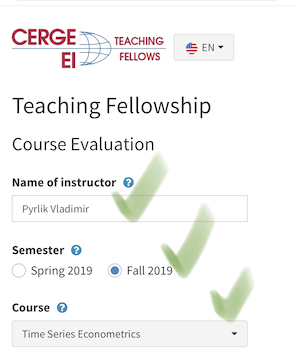 CERGE
EI
TEACHING
FELLOWS
EN
Teaching Fellowship
Course Evaluation
Name of instructor ?
Pyrlik Vladimir
Semester ?
Spring 2019
Fall 2019
Course ?
Time Series Econometrics